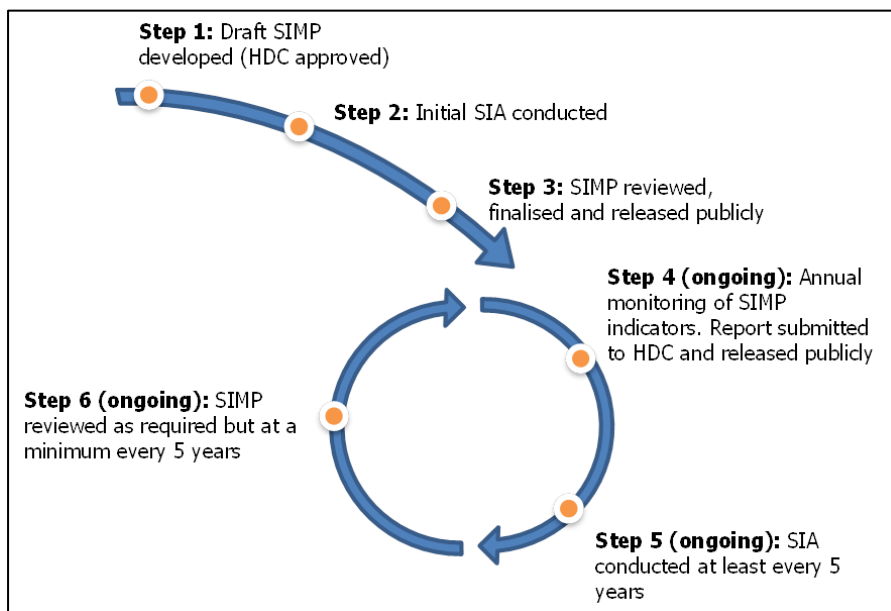 Step 1: Draft SIMP
developed (HDC approved)
Step 2: Initial SIA conducted
Step 3: SIMP reviewed,
finalised and released publicly
Step 4 (ongoing): Annual
monitoring of SIMP
indicators. Report submitted
to HDC and released publicly
Step 5 (ongoing): SIA
conducted at least every 5
years
Step 6 (ongoing): SIMP
reviewed as required but at a
minimum every 5 years